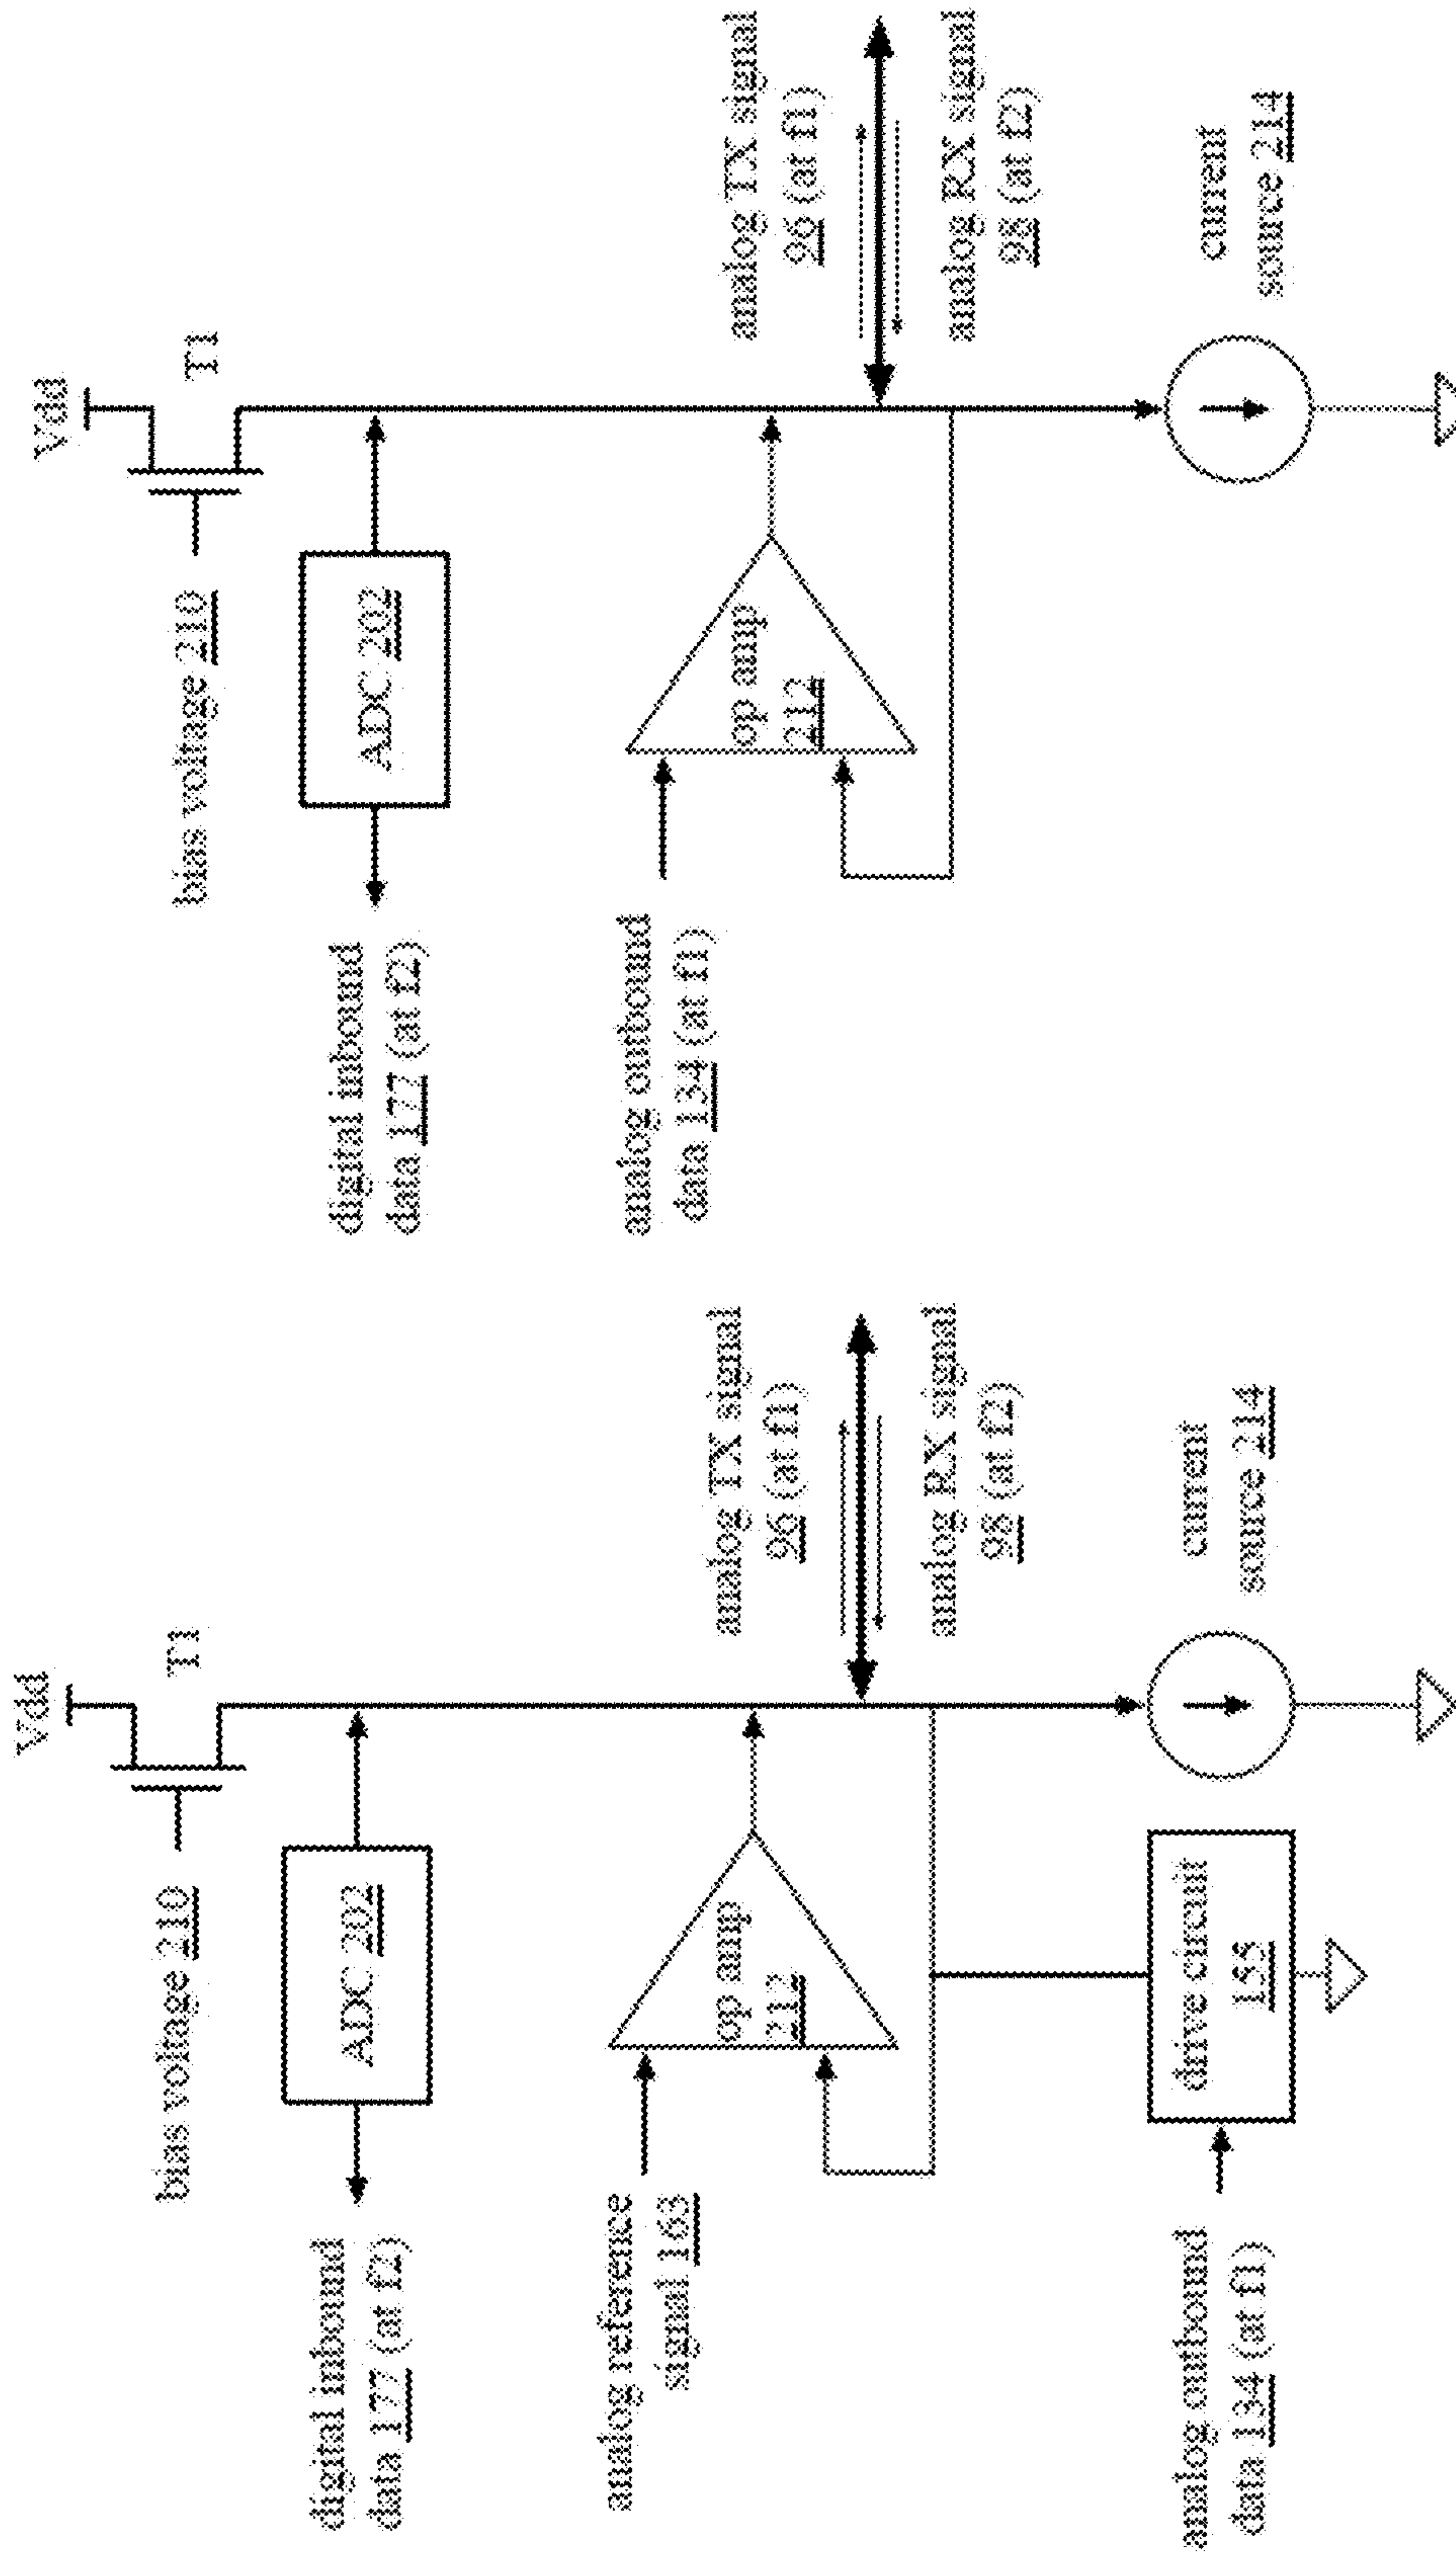 Vdd
T1
bias voltage 210
ADC 202
digital inbound
data 177 (at f2)
analog reference
signal 163
op amp
212
analog TX signal
96 (at f1)
analog RX signal
98 (at f2)
drive circuit
155
analog outbound
data 134 (at f1)
current
source 214
Vdd
T1
bias voltage 210
ADC 202
digital inbound
data 177 (at f2)
analog outbound
data 134 (at f1)
op amp
212
analog TX signal
96 (at f1)
analog RX signal
98 (at f2)
current
source 214